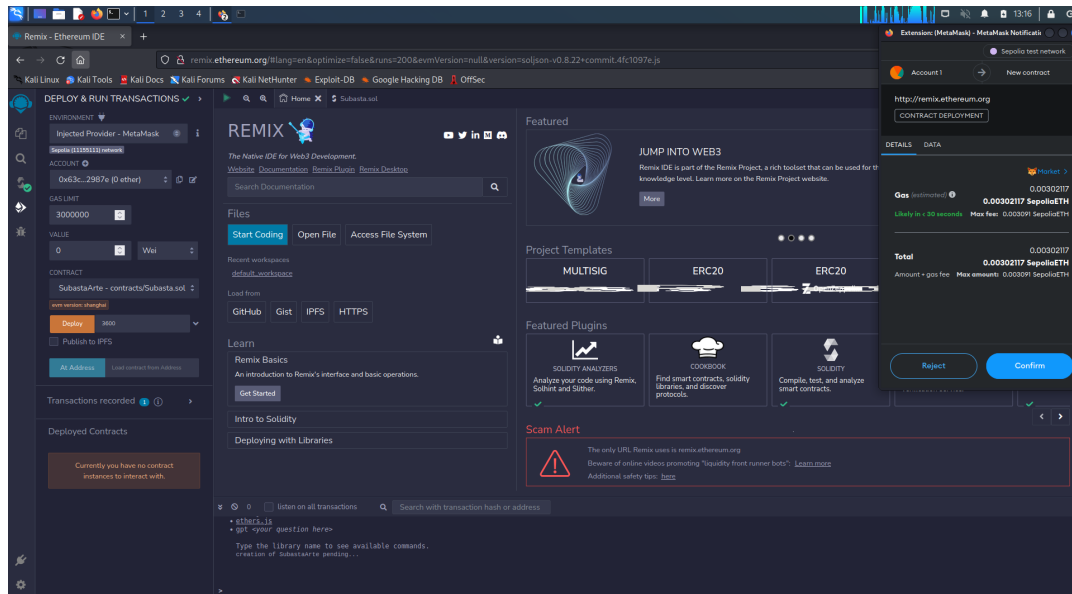 1 2 3 4
13:16
Remix - Ethereum IDE
remix.ethereum.org/#lang=en&optimize=false&runs=200&evmVersion=null&version=soljson-v0.8.22+commit.4fc1097e.js
Kali Linux Kali Tools Kali Docs Kali Forums Kali NetHunter Exploit-DB Google Hacking DB OffSec
DEPLOY & RUN TRANSACTIONS
ENVIRONMENT
Injected Provider - MetaMask
Sepolia (11155111) network
ACCOUNT
0x63c...2987e (0 ether)
GAS LIMIT
3000000
VALUE
0 Wei
CONTRACT
SubastaArte - contracts/Subasta.sol
evm version: shanghai
Deploy 3600
Publish to IPFS
At Address Load contract from Address
Transactions recorded 1
Deployed Contracts
Currently you have no contract
instances to interact with.
Home Subasta.sol
REMIX
The Native IDE for Web3 Development.
Website Documentation Remix Plugin Remix Desktop
Search Documentation
Files
Start Coding Open File Access File System
Recent workspaces
default_workspace
Load from
GitHub Gist IPFS HTTPS
Learn
Remix Basics
An introduction to Remix's interface and basic operations.
Get Started
Intro to Solidity
Deploying with Libraries
Featured
JUMP INTO WEB3
Remix IDE is part of the Remix Project, a rich toolset that can be used for th
knowledge level. Learn more on the Remix Project website.
More
Project Templates
MULTISIG ERC20 ERC20
Featured Plugins
SOLIDITY ANALYZERS
Analyze your code using Remix,
Solhint and Slither.
COOKBOOK
Find smart contracts, solidity
libraries, and discover
protocols.
SOLIDITY
Compile, test, and analyze
smart contracts.
Scam Alert
The only URL Remix uses is remix.ethereum.org
Beware of online videos promoting "liquidity front runner bots": Learn more
Additional safety tips: here
0 listen on all transactions Search with transaction hash or address
• ethers.js
• gpt <your question here>
Type the library name to see available commands.
creation of SubastaArte pending...
>
Extension: (MetaMask) - MetaMask Notificatio
Sepolia test network
Account 1 New contract
http://remix.ethereum.org
CONTRACT DEPLOYMENT
DETAILS DATA
Market >
Gas (estimated) 0.00302117
0.00302117 SepoliaETH
Likely in < 30 seconds Max fee: 0.003091 SepoliaETH
Total 0.00302117
0.00302117 SepoliaETH
Amount + gas fee Max amount: 0.003091 SepoliaETH
Reject Confirm